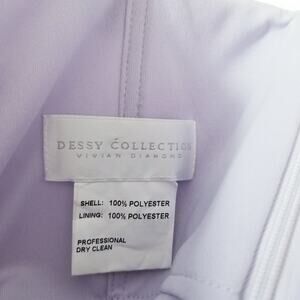 DESSY COLLECTION
VIVIAN DIAMOND
SHELL: 100% POLYESTER
LINING: 100% POLYESTER
PROFESSIONAL
DRY CLEAN